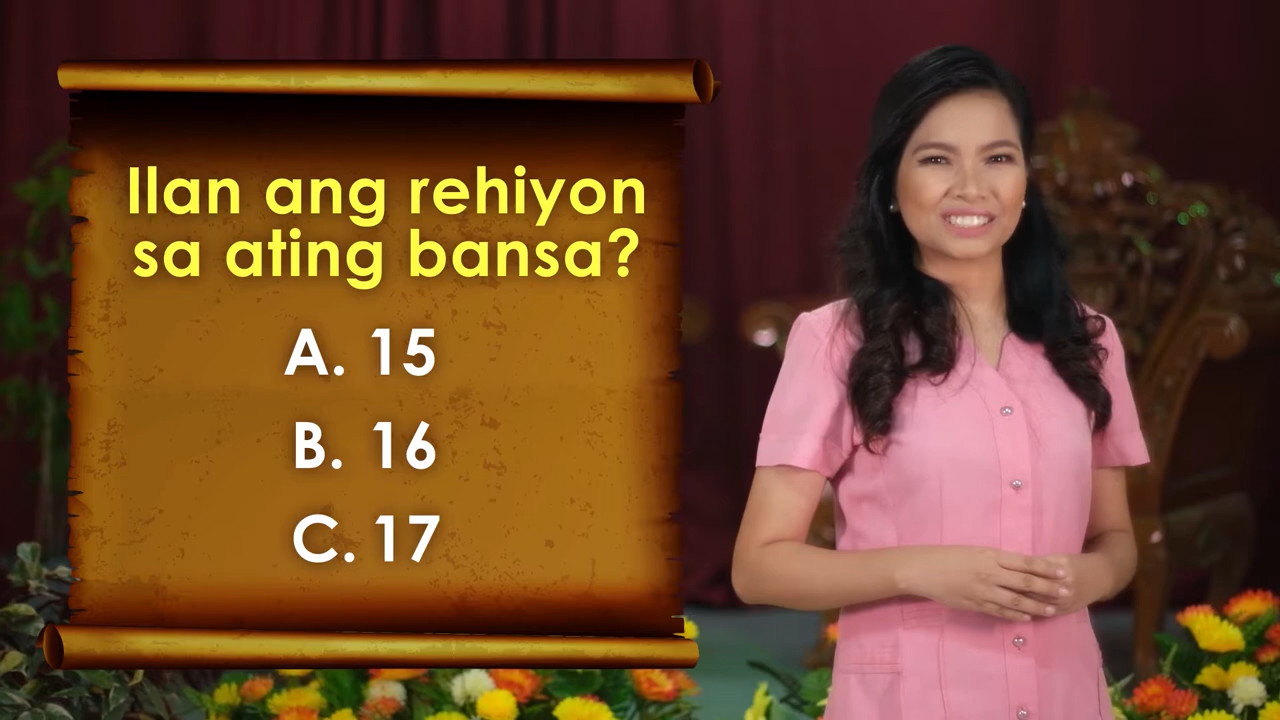 Ilan ang rehiyon
sa ating bansa?
A. 15
B. 16
C. 17